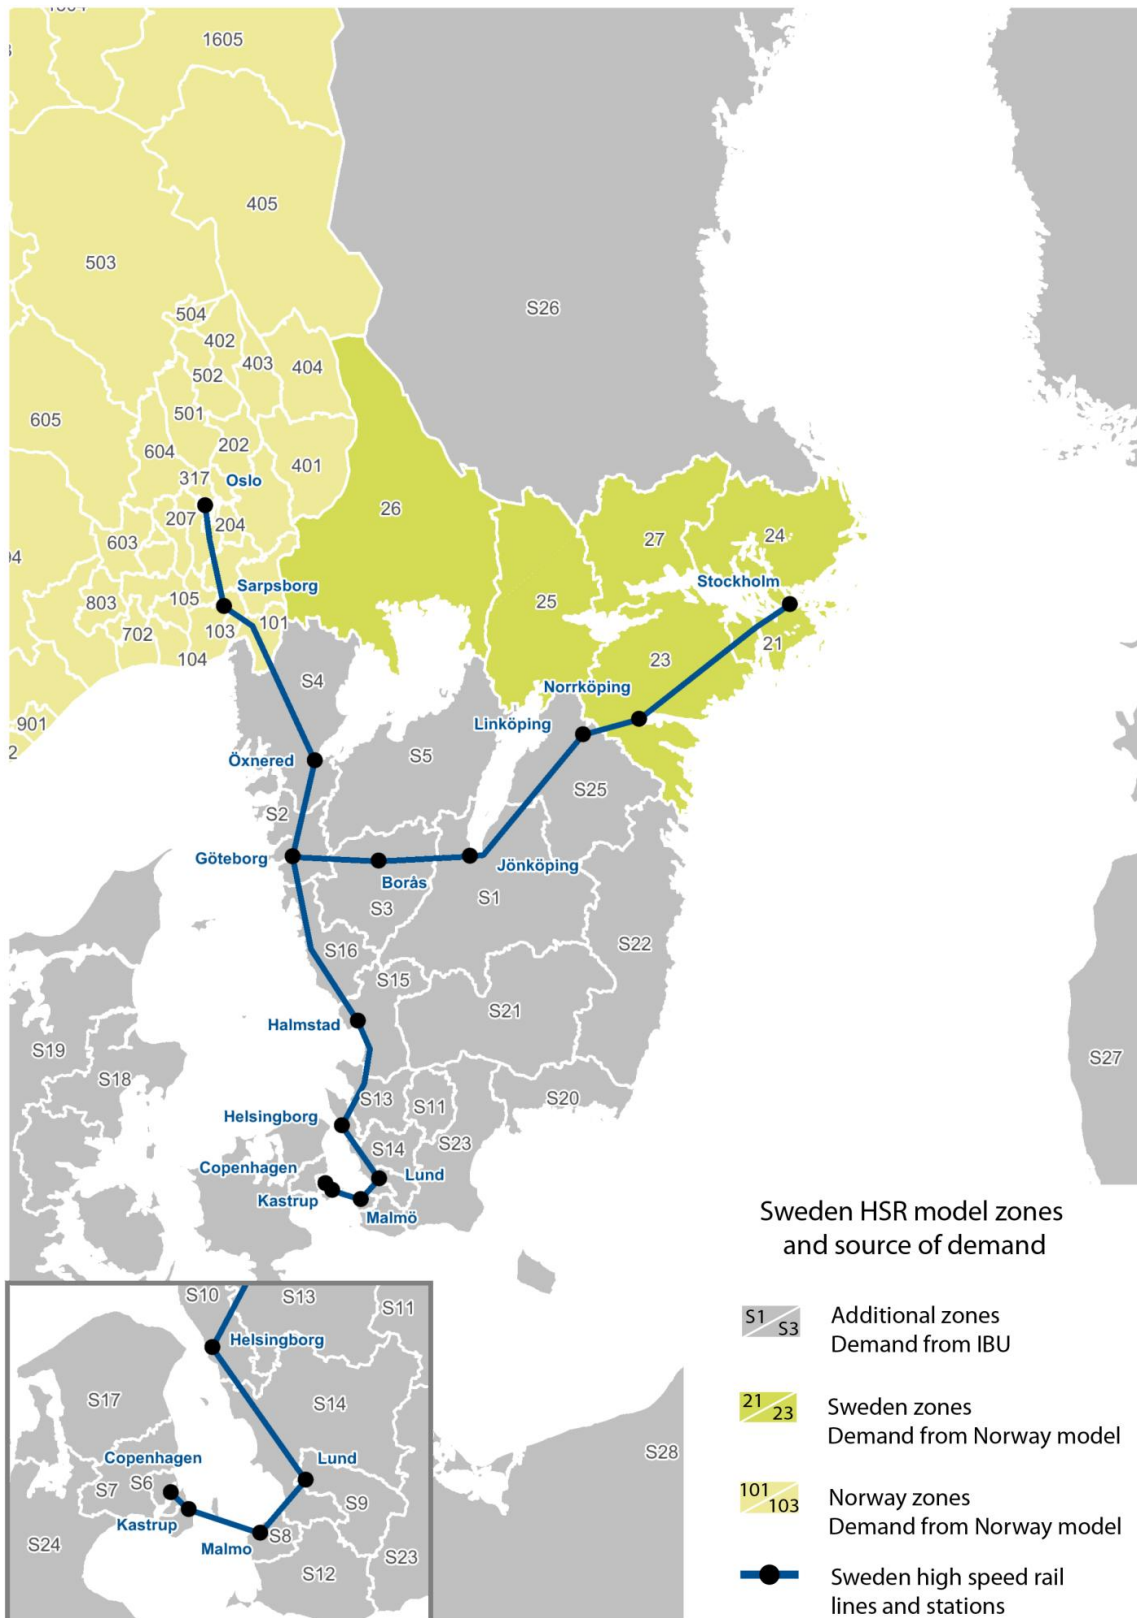 1605
405
503
S26
504
402
403
404
502
605
501
202
604
401
317
Oslo
26
207
204
27
24
603
Stockholm
Sarpsborg
803
105
25
101
702
103
21
104
23
S4
Norrköping
901
Linköping
S5
Öxnered
S25
S2
Göteborg
Jönköping
Borås
S3
S1
S16
S22
S15
S21
Halmstad
S19
S27
S18
S13
S11
S20
Helsingborg
S23
S14
Copenhagen
Lund
Kastrup
Malmö
Sweden HSR model zones
and source of demand
S1
S3
Additional zones
Demand from IBU
21
23
Sweden zones
Demand from Norway model
101
103
Norway zones
Demand from Norway model
Sweden high speed rail
lines and stations
S28
S10
S13
S11
Helsingborg
S17
S14
Copenhagen
Lund
S7
S6
S9
Kastrup
S8
Malmo
S24
S23
S12